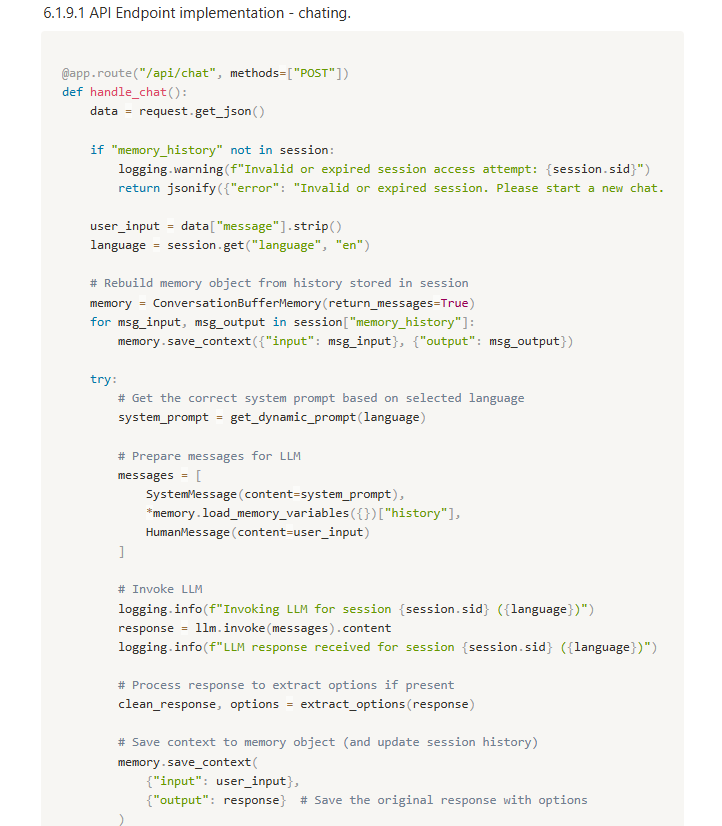 6.1.9.1 API Endpoint implementation - chating.
@app.route("/api/chat", methods=["POST"])
def handle_chat():
    data = request.get_json()
    if "memory_history" not in session:
        logging.warning(f"Invalid or expired session access attempt: {session.sid}")
        return jsonify({"error": "Invalid or expired session. Please start a new chat.
    user_input = data["message"].strip()
    language = session.get("language", "en")
    # Rebuild memory object from history stored in session
    memory = ConversationBufferMemory(return_messages=True)
    for msg_input, msg_output in session["memory_history"]:
        memory.save_context({"input": msg_input}, {"output": msg_output})
    try:
        # Get the correct system prompt based on selected language
        system_prompt = get_dynamic_prompt(language)
        # Prepare messages for LLM
        messages = [
            SystemMessage(content=system_prompt),
            *memory.load_memory_variables({})["history"],
            HumanMessage(content=user_input)
        ]
        # Invoke LLM
        logging.info(f"Invoking LLM for session {session.sid} ({language})")
        response = llm.invoke(messages).content
        logging.info(f"LLM response received for session {session.sid} ({language})")
        # Process response to extract options if present
        clean_response, options = extract_options(response)
        # Save context to memory object (and update session history)
        memory.save_context(
            {"input": user_input},
            {"output": response}  # Save the original response with options
        )